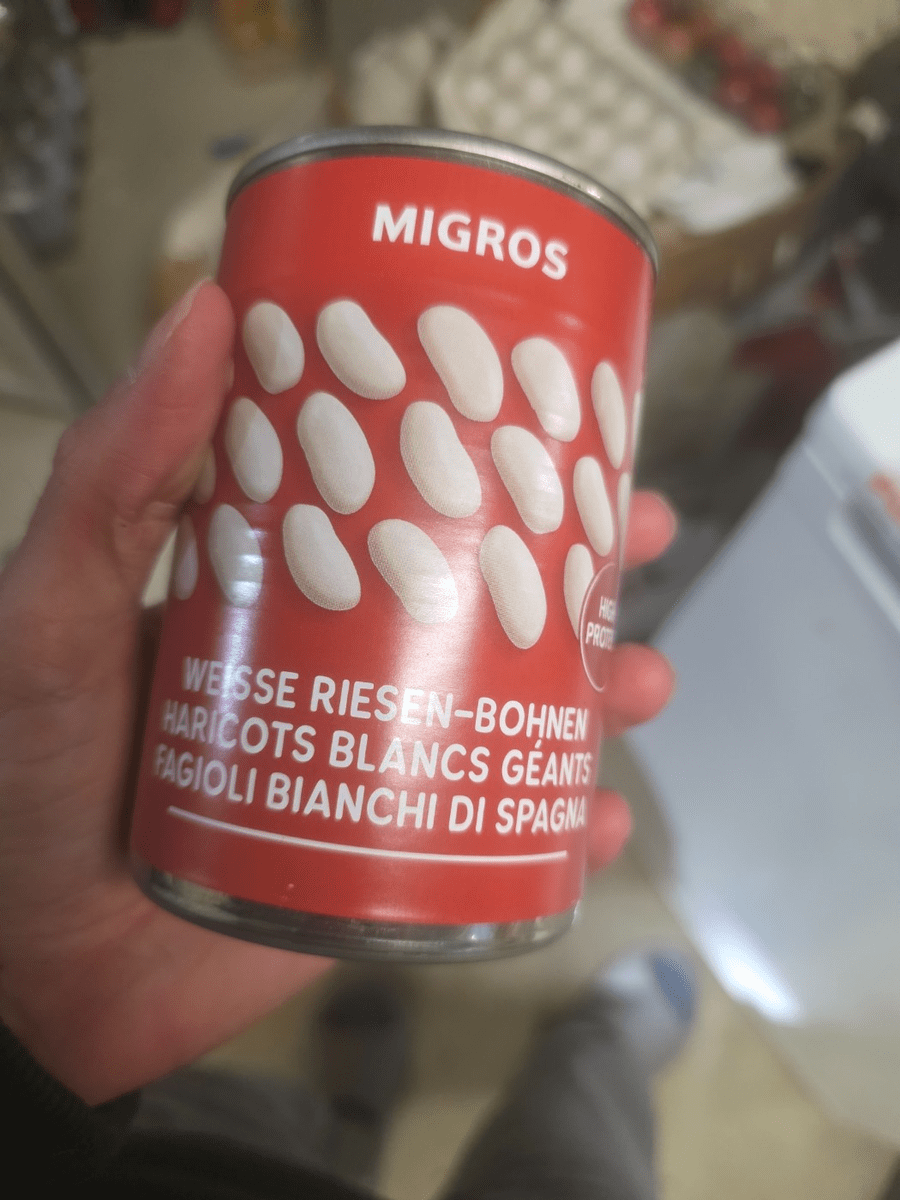 MIGROS
WEISSE RIESEN-BOHNEN
HARICOTS BLANCS GÉANTS
FAGIOLI BIANCHI DI SPAGNA